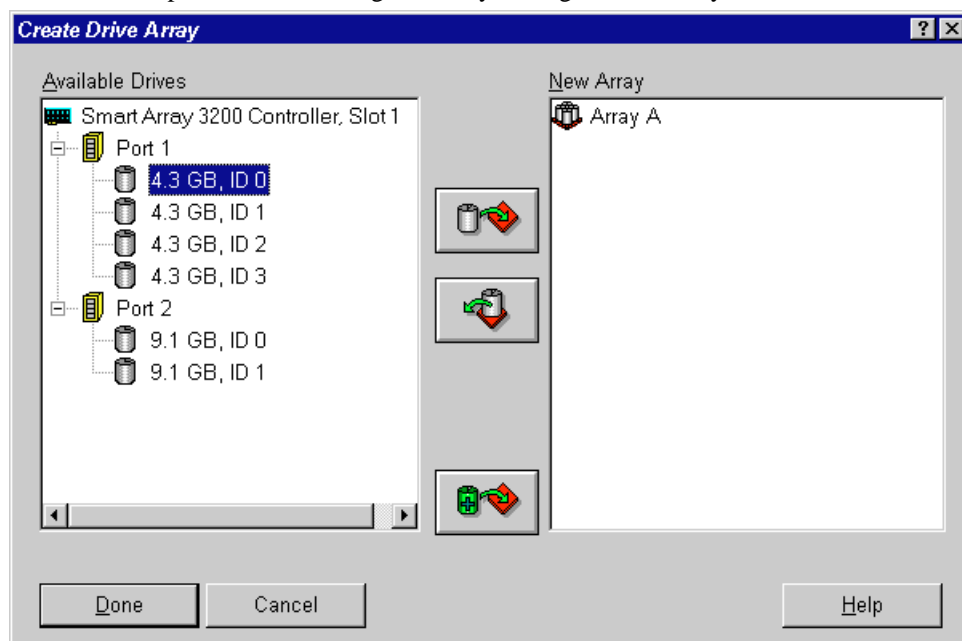 Create Drive Array
Available Drives
New Array
Smart Array 3200 Controller, Slot 1
Port 1
4.3 GB, ID 0
4.3 GB, ID 1
4.3 GB, ID 2
4.3 GB, ID 3
Port 2
9.1 GB, ID 0
9.1 GB, ID 1
Array A
Done
Cancel
Help